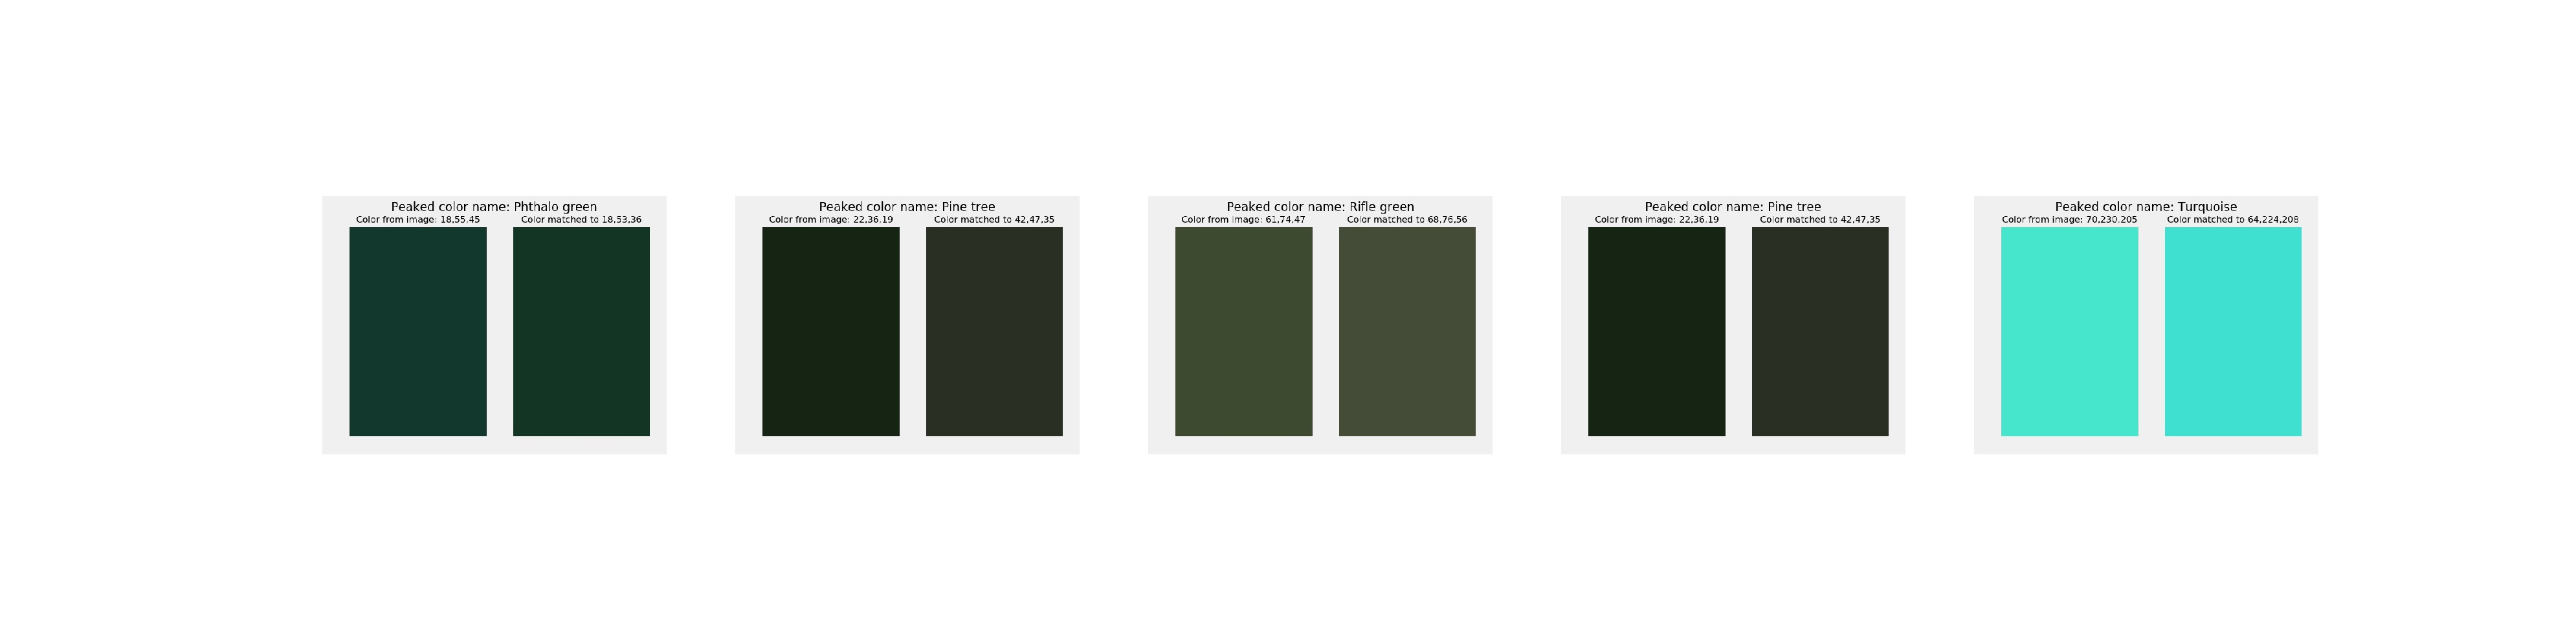 Peaked color name: Phthalo green
Color from image: 18,55,45
Color matched to 18,53,36
Peaked color name: Pine tree
Color from image: 22,36,19
Color matched to 42,47,35
Peaked color name: Rifle green
Color from image: 61,74,47
Color matched to 68,76,56
Peaked color name: Pine tree
Color from image: 22,36,19
Color matched to 42,47,35
Peaked color name: Turquoise
Color from image: 70,230,205
Color matched to 64,224,208